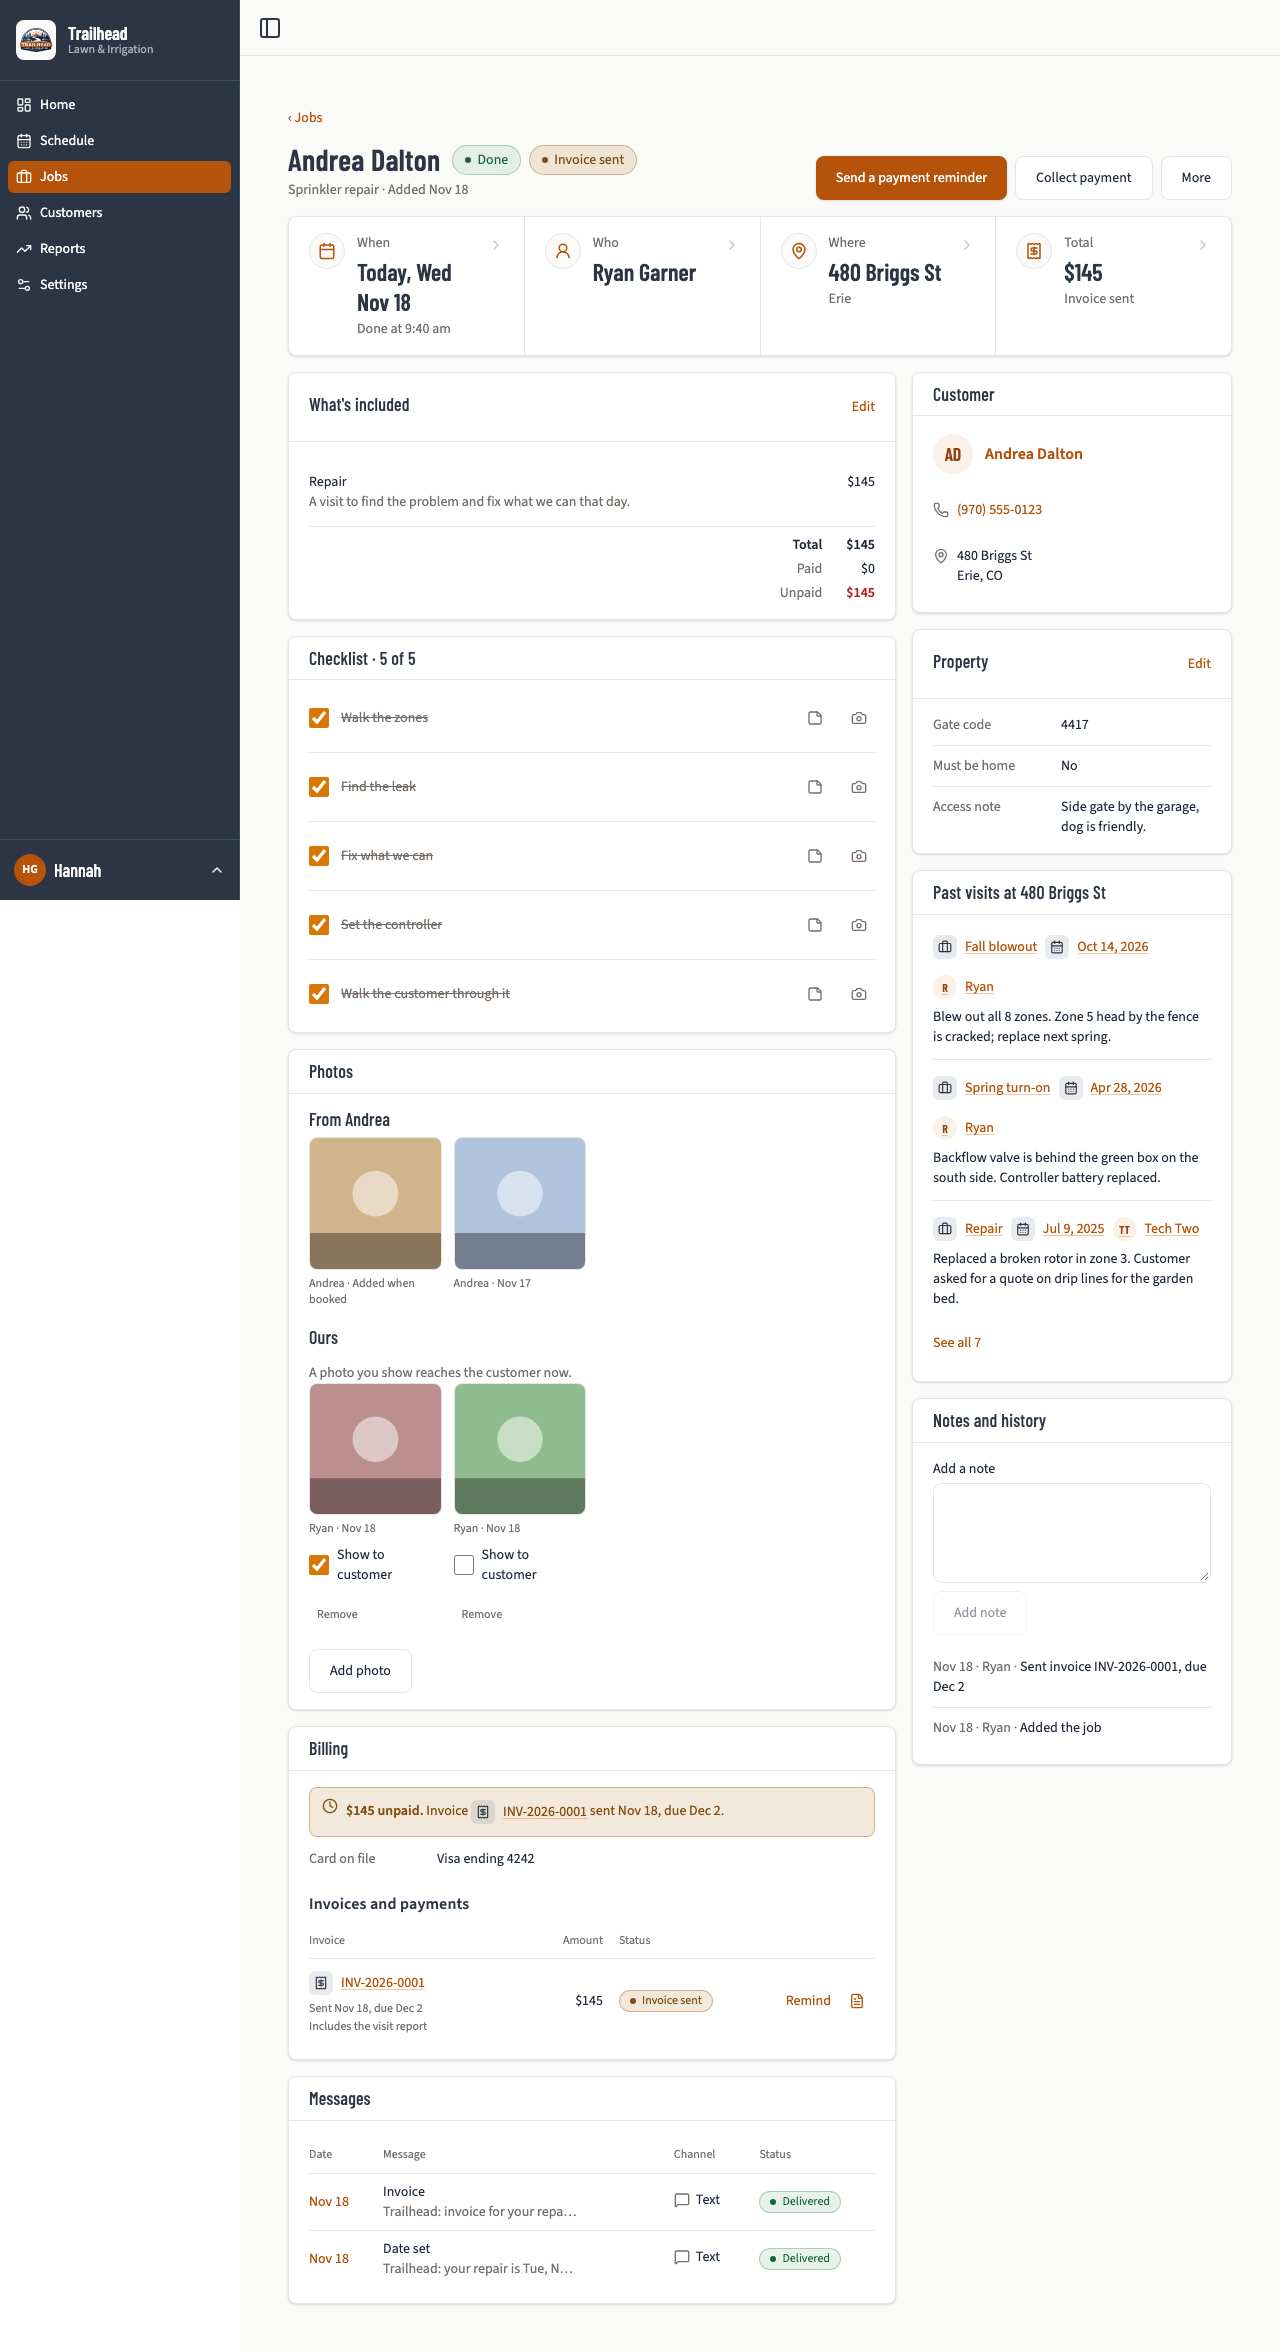 Trailhead
Lawn & Irrigation
TRAILHEAD
Home
Schedule
Jobs
Customers
Reports
Settings
HG
Hannah
‹ Jobs
Andrea Dalton
Done
Invoice sent
Sprinkler repair · Added Nov 18
Send a payment reminder
Collect payment
More
When
Today, Wed
Nov 18
Done at 9:40 am
Who
Ryan Garner
Where
480 Briggs St
Erie
Total
$145
Invoice sent
What's included
Edit
Repair
$145
A visit to find the problem and fix what we can that day.
Total $145
Paid $0
Unpaid $145
Checklist · 5 of 5
Walk the zones
Find the leak
Fix what we can
Set the controller
Walk the customer through it
Photos
From Andrea
Andrea · Added when
booked
Andrea · Nov 17
Ours
A photo you show reaches the customer now.
Ryan · Nov 18
Ryan · Nov 18
Show to
customer
Show to
customer
Remove
Remove
Add photo
Billing
$145 unpaid. Invoice INV-2026-0001 sent Nov 18, due Dec 2.
Card on file Visa ending 4242
Invoices and payments
Invoice Amount Status
INV-2026-0001
Sent Nov 18, due Dec 2
Includes the visit report
$145
Invoice sent
Remind
Messages
Date Message Channel Status
Nov 18
Invoice
Trailhead: invoice for your repa…
Text
Delivered
Nov 18
Date set
Trailhead: your repair is Tue, N…
Text
Delivered
Customer
AD
Andrea Dalton
(970) 555-0123
480 Briggs St
Erie, CO
Property
Edit
Gate code 4417
Must be home No
Access note Side gate by the garage,
dog is friendly.
Past visits at 480 Briggs St
Fall blowout Oct 14, 2026
R Ryan
Blew out all 8 zones. Zone 5 head by the fence
is cracked; replace next spring.
Spring turn-on Apr 28, 2026
R Ryan
Backflow valve is behind the green box on the
south side. Controller battery replaced.
Repair Jul 9, 2025 TT Tech Two
Replaced a broken rotor in zone 3. Customer
asked for a quote on drip lines for the garden
bed.
See all 7
Notes and history
Add a note
Add note
Nov 18 · Ryan · Sent invoice INV-2026-0001, due
Dec 2
Nov 18 · Ryan · Added the job